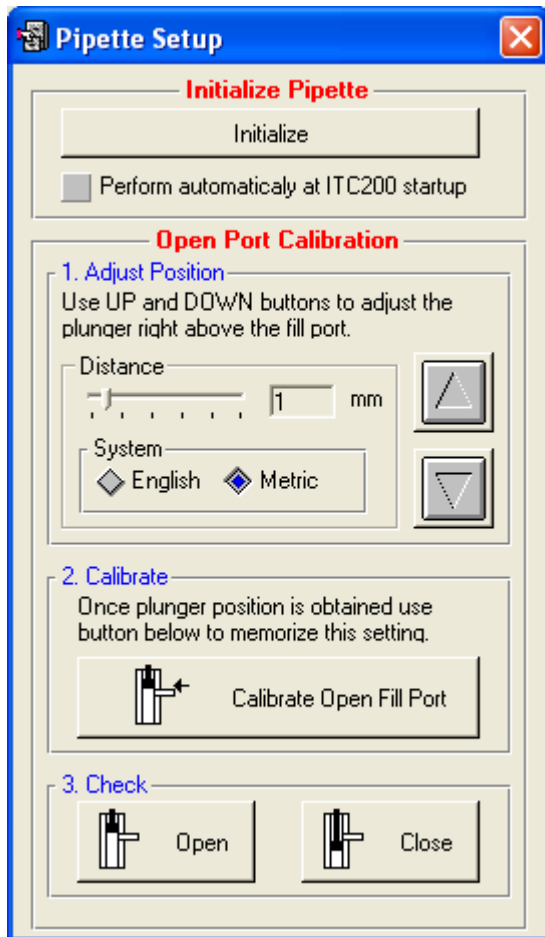 Pipette Setup
Initialize Pipette
Initialize
Perform automaticaly at ITC200 startup
Open Port Calibration
1. Adjust Position
Use UP and DOWN buttons to adjust the
plunger right above the fill port.
Distance
1 mm
System
English Metric
2. Calibrate
Once plunger position is obtained use
button below to memorize this setting.
Calibrate Open Fill Port
3. Check
Open Close